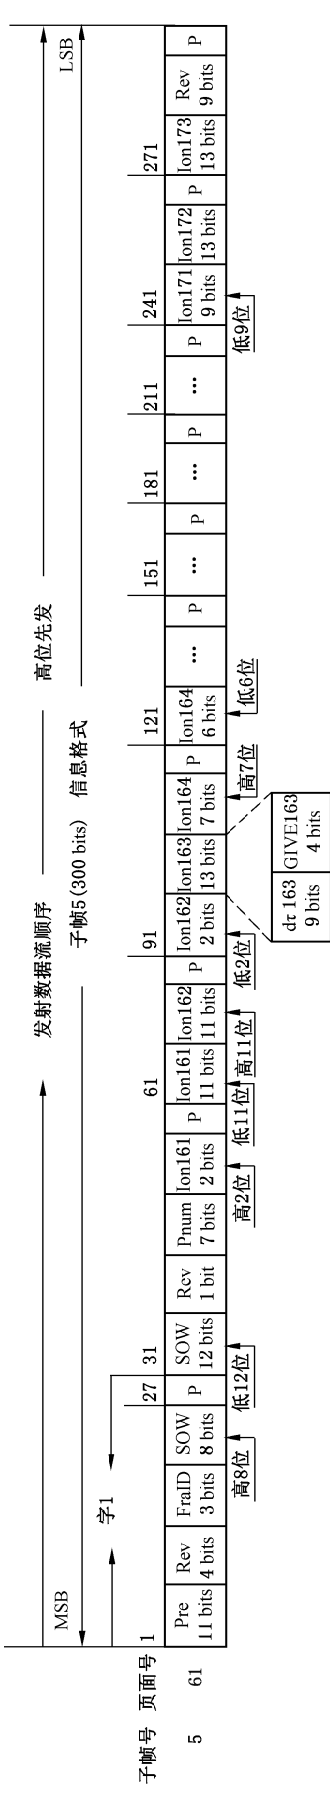 发射数据流顺序 高位先发
MSB 子帧5(300 bits) 信息格式 LSB
字1
子帧号 页面号 1 27 31 61 91 121 151 181 211 241 271
5 61
Pre 11 bits
Rev 4 bits
FraID 3 bits
SOW 8 bits
P
SOW 12 bits
Rev 1 bit
Pnum 7 bits
Ion161 2 bits
P
Ion161 11 bits
Ion162 11 bits
P
Ion162 2 bits
Ion163 13 bits
Ion164 7 bits
P
Ion164 6 bits
…
P
…
P
…
P
…
P
Ion171 9 bits
Ion172 13 bits
P
Ion173 13 bits
Rev 9 bits
P
高8位 低12位 高2位 低11位 高11位 低2位 高7位 低6位 低9位
dτ 163 9 bits
GIVE163 4 bits